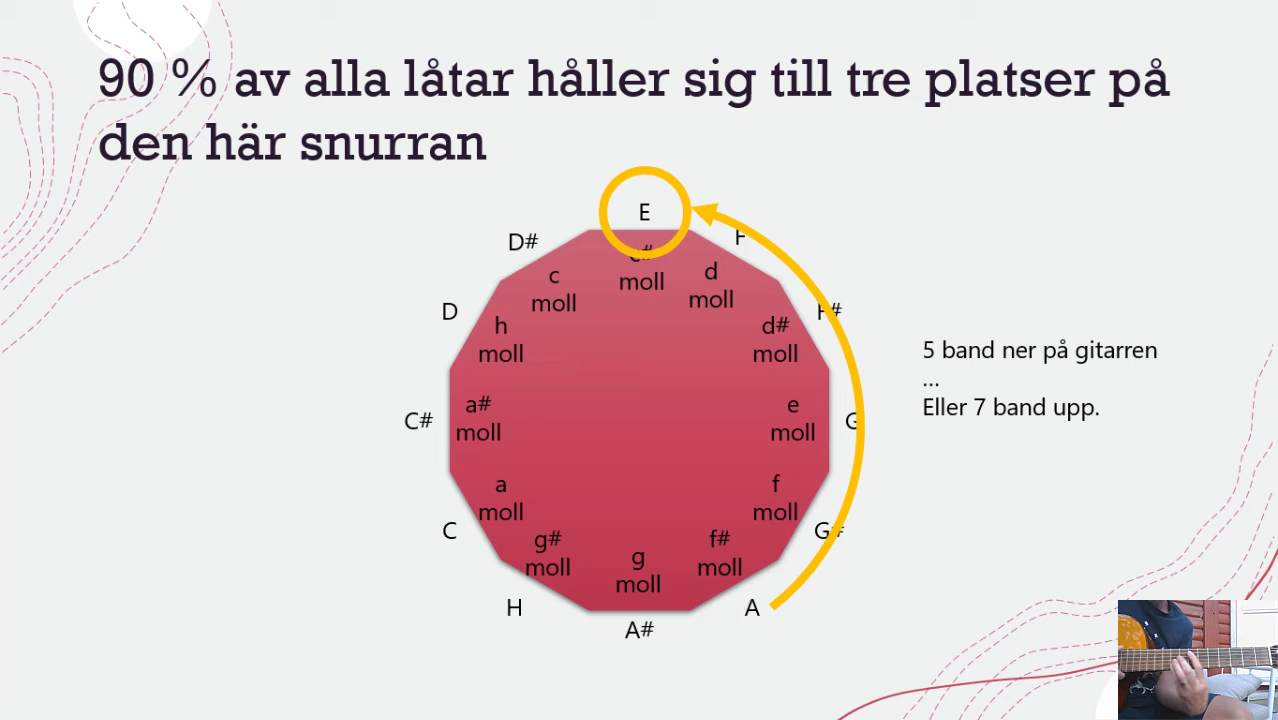 90 % av alla låtar håller sig till tre platser på
den här snurran
E
D#
F
c#
moll
c
moll
d
moll
D
F#
h
moll
d#
moll
5 band ner på gitarren
...
Eller 7 band upp.
C#
a#
moll
e
moll
G
a
moll
f
moll
C
G#
g#
moll
g
moll
f#
moll
H
A
A#